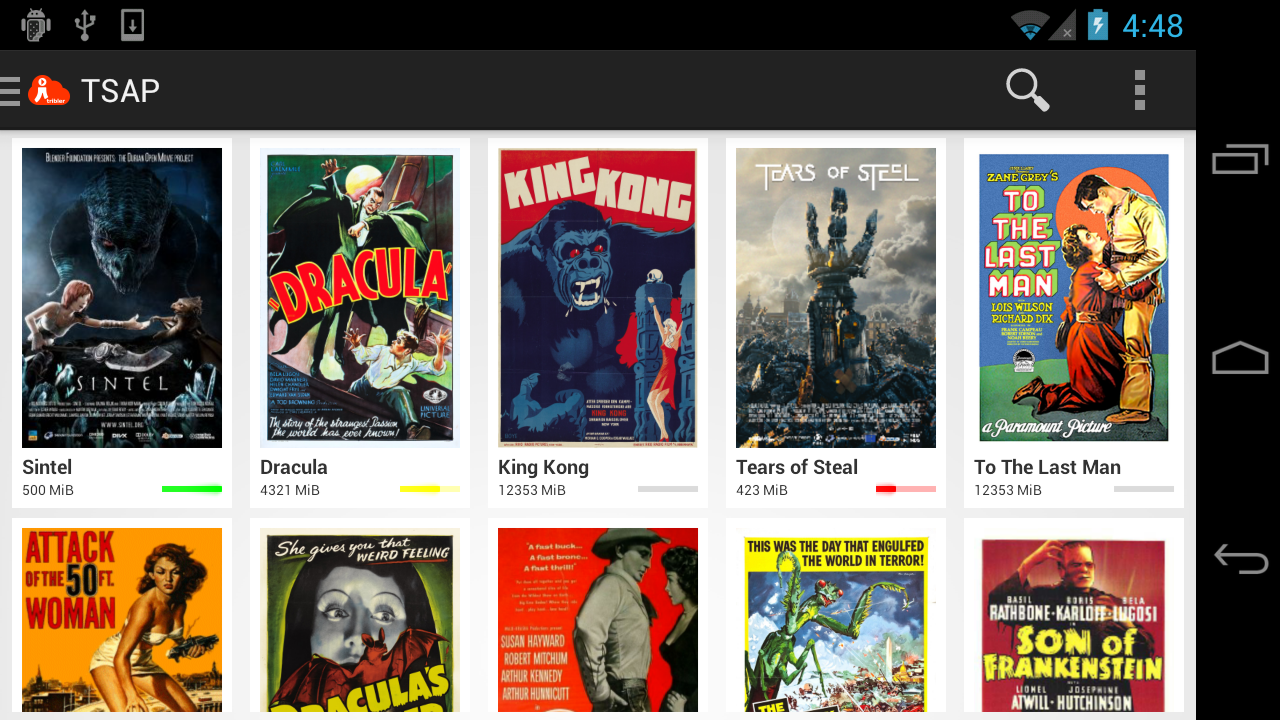 4:48
tribler
TSAP
BLENDER FOUNDATION PRESENTS THE DURIAN OPEN MOVIE PROJECT
SINTEL
WWW.SINTEL.ORG
"DRACULA"
The story of the strangest Passion
the world has ever known!
KING KONG
KING KONG
TEARS OF STEEL
ZANE GREY'S
TO
THE
LAST
MAN
LOIS WILSON
RICHARD DIX
a Paramount Picture
Sintel
500 MiB
Dracula
4321 MiB
King Kong
12353 MiB
Tears of Steal
423 MiB
To The Last Man
12353 MiB
ATTACK
OF THE 50 FT.
WOMAN
She gives you that
WEIRD FEELING
DRACULA'S
"A fast buck...
A fast bronc...
A fast thrill!"
SUSAN HAYWARD
ROBERT MITCHUM
ARTHUR KENNEDY
ARTHUR HUNNICUTT
THIS WAS THE DAY THAT ENGULFED
THE WORLD IN TERROR!
THE
BASIL BORIS BELA
RATHBONE-KARLOFF-LUGOSI
SON of
FRANKENSTEIN
LIONEL JOSEPHINE
ATWILL-HUTCHINSON